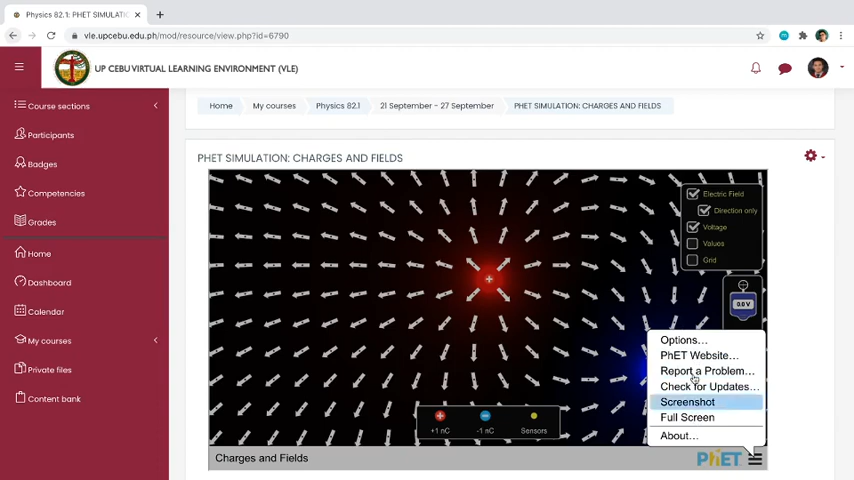 Physics 82.1: PHET SIMULATION
vle.upcebu.edu.ph/mod/resource/view.php?id=6790
UP CEBU VIRTUAL LEARNING ENVIRONMENT (VLE)
Course sections
Participants
Badges
Competencies
Grades
Home
Dashboard
Calendar
My courses
Private files
Content bank
Home My courses Physics 82.1 21 September - 27 September PHET SIMULATION: CHARGES AND FIELDS
PHET SIMULATION: CHARGES AND FIELDS
Electric Field
Direction only
Voltage
Values
Grid
0.0 V
Options...
PhET Website...
Report a Problem...
Check for Updates...
Screenshot
Full Screen
About...
+1 nC -1 nC Sensors
Charges and Fields
PhET